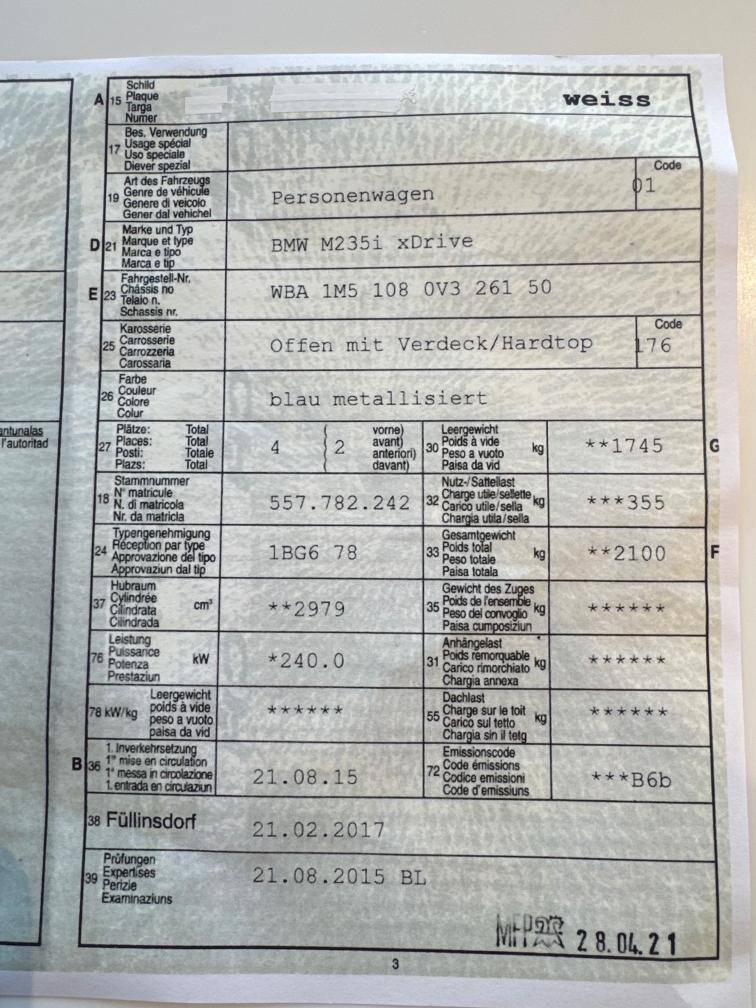 A 15 Schild
Plaque
Targa
Numer
weiss
17 Bes. Verwendung
Usage spécial
Uso speciale
Diever spezial
19 Art des Fahrzeugs
Genre de véhicule
Genere di veicolo
Gener dal vehichel
Personenwagen
Code
01
D 21 Marke und Typ
Marque et type
Marca e tipo
Marca e tip
BMW M235i xDrive
E 23 Fahrgestell-Nr.
Châssis no
Telaio n.
Schassis nr.
WBA 1M5 108 0V3 261 50
25 Karosserie
Carrosserie
Carrozzeria
Carossaria
Offen mit Verdeck/Hardtop
Code
176
26 Farbe
Couleur
Colore
Colur
blau metallisiert
antunalas
l'autoritad
27 Plätze: Total
Places: Total
Posti: Totale
Plazs: Total
4 ( 2 vorne)
avant)
anteriori)
davant)
30 Leergewicht
Poids à vide
Peso a vuoto
Paisa da vid
kg
**1745
G
18 Stammnummer
N° matricule
N. di matricola
Nr. da matricla
557.782.242
32 Nutz-/Sattellast
Charge utile/sellette
Carico utile/sella
Chargia utila/sella
kg
***355
24 Typengenehmigung
Réception par type
Approvazione del tipo
Approvaziun dal tip
1BG6 78
33 Gesamtgewicht
Poids total
Peso totale
Paisa totala
kg
**2100
F
37 Hubraum
Cylindrée
Cilindrata
Cilindrada
cm³
**2979
35 Gewicht des Zuges
Poids de l'ensemble
Peso del convoglio
Paisa cumposiziun
kg
******
76 Leistung
Puissance
Potenza
Prestaziun
kW
*240.0
31 Anhängelast
Poids remorquable
Carico rimorchiato
Chargia annexa
kg
******
78 kW/kg
Leergewicht
poids à vide
peso a vuoto
paisa da vid
******
55 Dachlast
Charge sur le toit
Carico sul tetto
Chargia sin il tetg
kg
******
B 36 1. Inverkehrsetzung
1re mise en circulation
1a messa in circolazione
1. entrada en circulaziun
21.08.15
72 Emissionscode
Code émissions
Codice emissioni
Code d'emissiuns
***B6b
38 Füllinsdorf
21.02.2017
39 Prüfungen
Expertises
Perizie
Examinaziuns
21.08.2015 BL
MFP 28.04.21
3